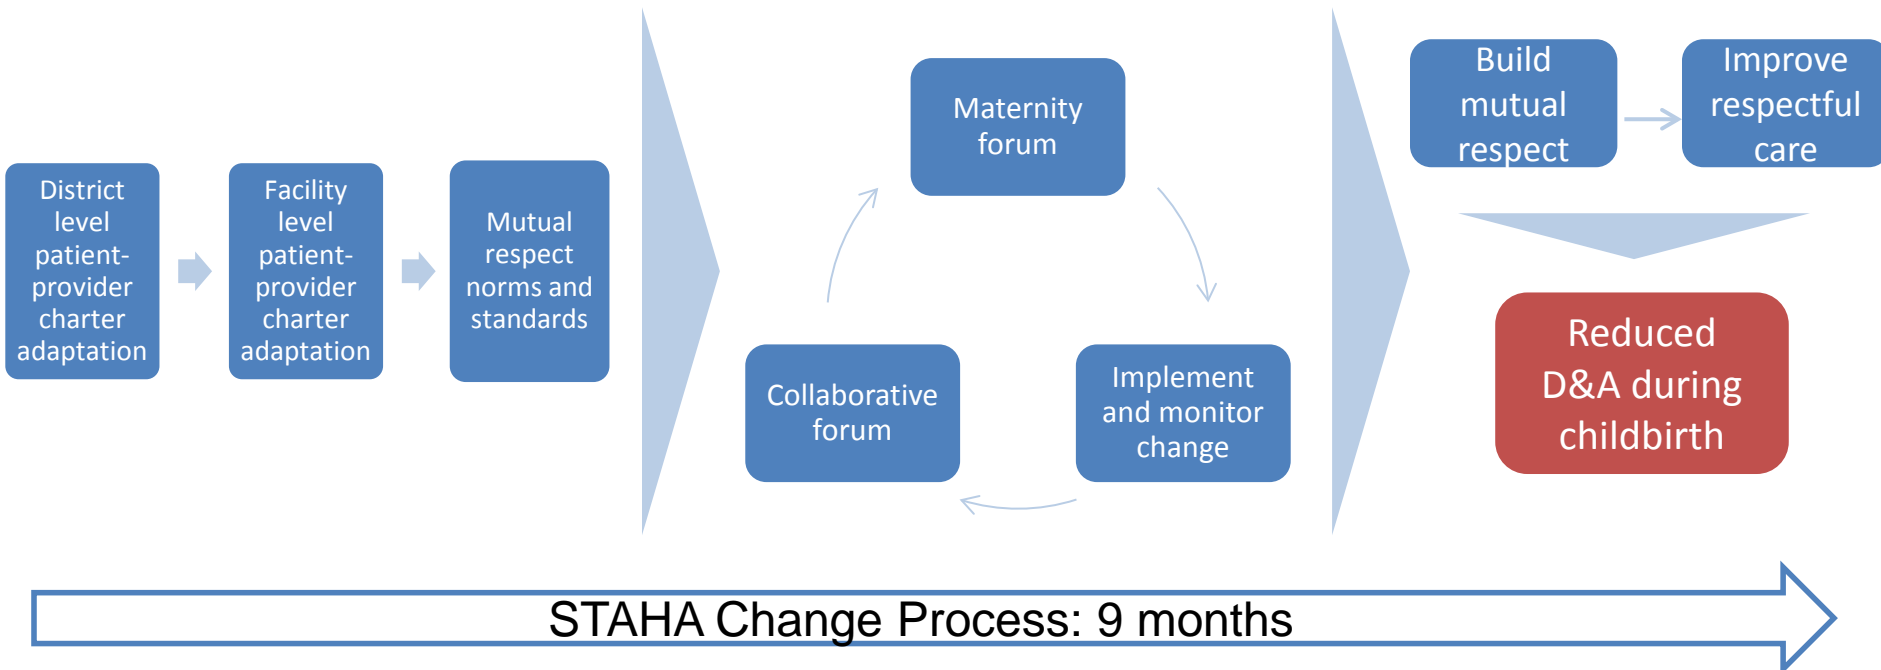 District
level
patient-
provider
charter
adaptation
Facility
level
patient-
provider
charter
adaptation
Mutual
respect
norms and
standards
Maternity
forum
Implement
and monitor
change
Collaborative
forum
Build
mutual
respect
Improve
respectful
care
Reduced
D&A during
childbirth
STAHA Change Process: 9 months